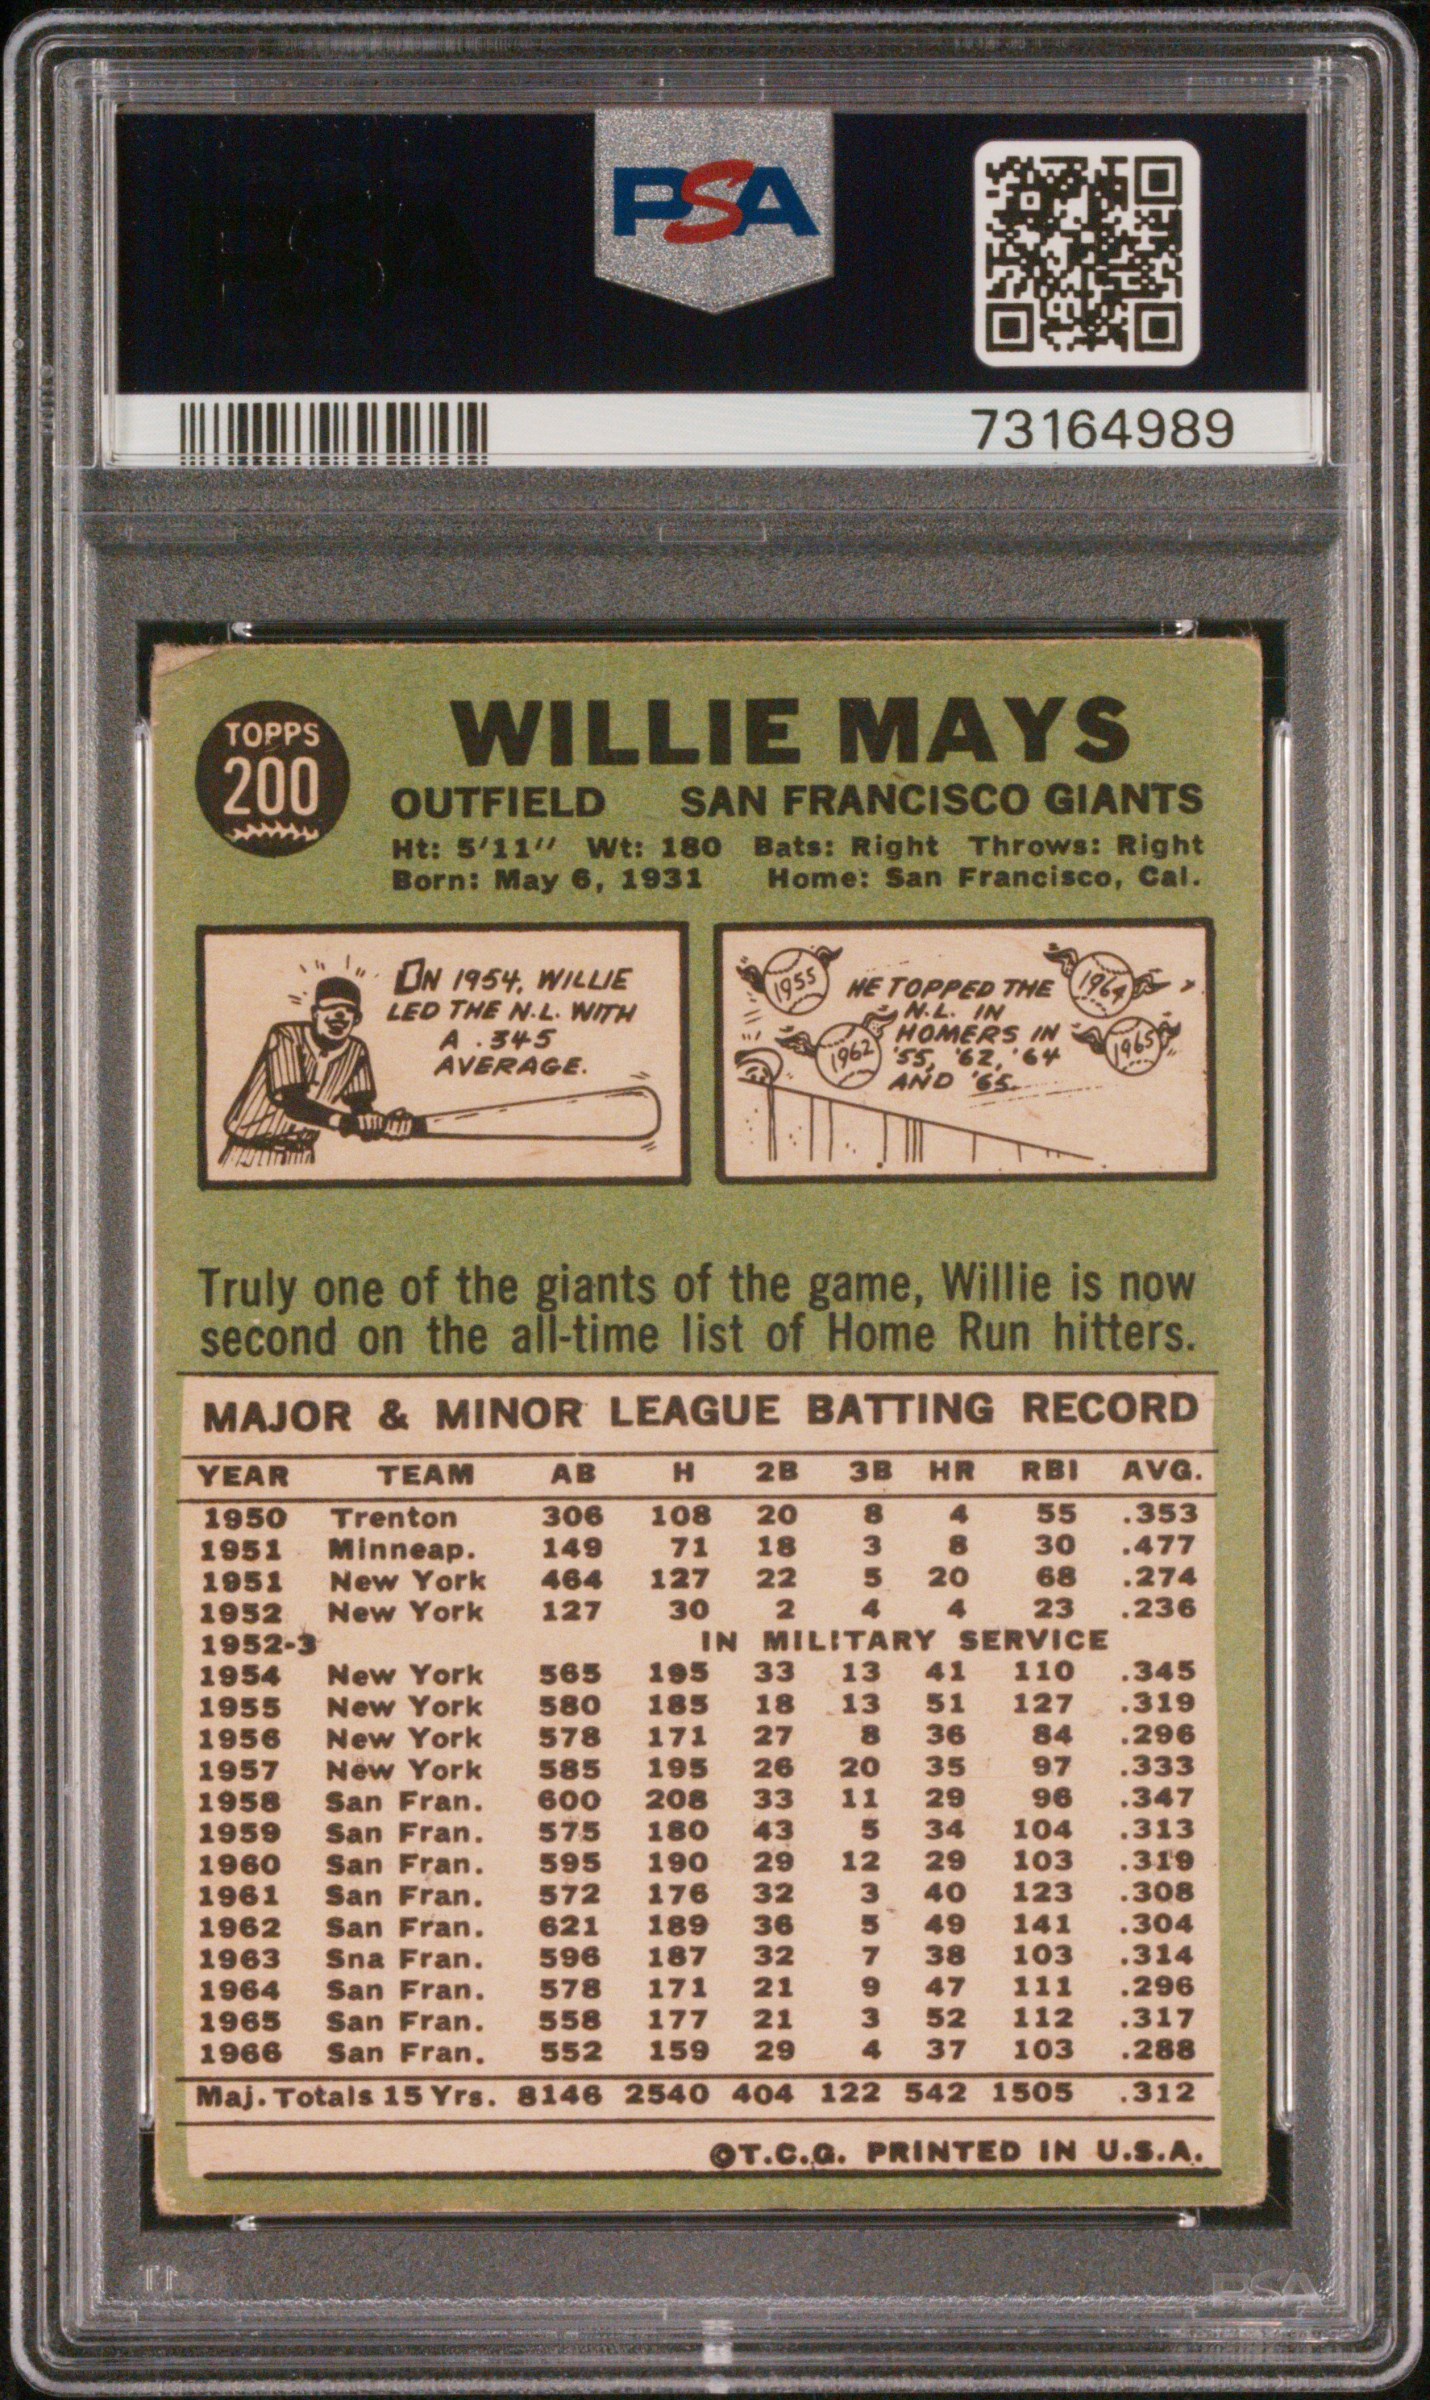 PSA
73164989
TOPPS
200
WILLIE MAYS
OUTFIELD SAN FRANCISCO GIANTS
Ht: 5'11" Wt: 180 Bats: Right Throws: Right
Born: May 6, 1931 Home: San Francisco, Cal.
IN 1954, WILLIE
LED THE N.L. WITH
A .345
AVERAGE.
1955
HE TOPPED THE
N.L. IN
HOMERS IN
'55, '62, '64
AND '65.
1964
1962
1965
Truly one of the giants of the game, Willie is now
second on the all-time list of Home Run hitters.
MAJOR & MINOR LEAGUE BATTING RECORD
YEAR TEAM AB H 2B 3B HR RBI AVG.
1950 Trenton 306 108 20 8 4 55 .353
1951 Minneap. 149 71 18 3 8 30 .477
1951 New York 464 127 22 5 20 68 .274
1952 New York 127 30 2 4 4 23 .236
1952-3 IN MILITARY SERVICE
1954 New York 565 195 33 13 41 110 .345
1955 New York 580 185 18 13 51 127 .319
1956 New York 578 171 27 8 36 84 .296
1957 New York 585 195 26 20 35 97 .333
1958 San Fran. 600 208 33 11 29 96 .347
1959 San Fran. 575 180 43 5 34 104 .313
1960 San Fran. 595 190 29 12 29 103 .319
1961 San Fran. 572 176 32 3 40 123 .308
1962 San Fran. 621 189 36 5 49 141 .304
1963 Sna Fran. 596 187 32 7 38 103 .314
1964 San Fran. 578 171 21 9 47 111 .296
1965 San Fran. 558 177 21 3 52 112 .317
1966 San Fran. 552 159 29 4 37 103 .288
Maj. Totals 15 Yrs. 8146 2540 404 122 542 1505 .312
©T.C.G. PRINTED IN U.S.A.
PSA